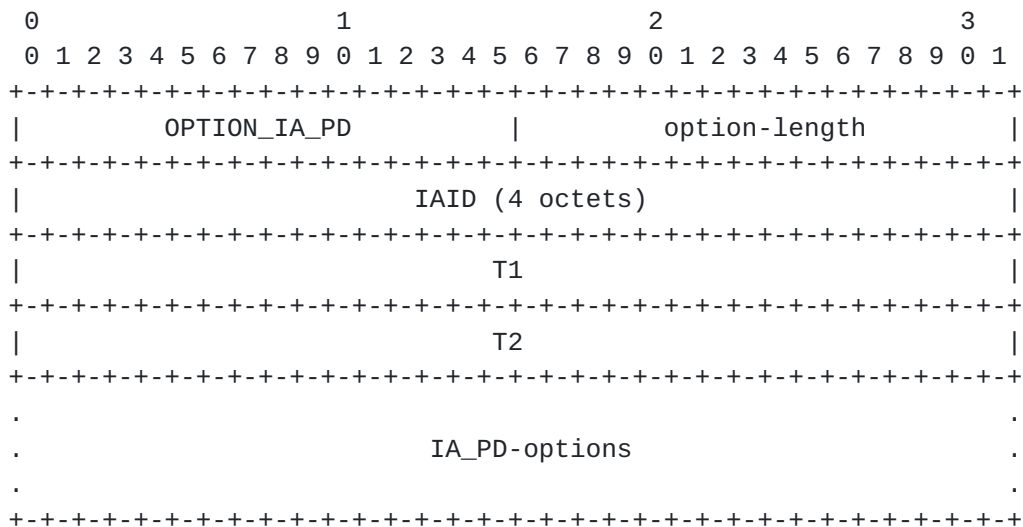 0                   1                   2                   3
 0 1 2 3 4 5 6 7 8 9 0 1 2 3 4 5 6 7 8 9 0 1 2 3 4 5 6 7 8 9 0 1
+-+-+-+-+-+-+-+-+-+-+-+-+-+-+-+-+-+-+-+-+-+-+-+-+-+-+-+-+-+-+-+-+
|         OPTION_IA_PD          |         option-length         |
+-+-+-+-+-+-+-+-+-+-+-+-+-+-+-+-+-+-+-+-+-+-+-+-+-+-+-+-+-+-+-+-+
|                         IAID (4 octets)                       |
+-+-+-+-+-+-+-+-+-+-+-+-+-+-+-+-+-+-+-+-+-+-+-+-+-+-+-+-+-+-+-+-+
|                              T1                               |
+-+-+-+-+-+-+-+-+-+-+-+-+-+-+-+-+-+-+-+-+-+-+-+-+-+-+-+-+-+-+-+-+
|                              T2                               |
+-+-+-+-+-+-+-+-+-+-+-+-+-+-+-+-+-+-+-+-+-+-+-+-+-+-+-+-+-+-+-+-+
.                                                               .
.                          IA_PD-options                        .
.                                                               .
+-+-+-+-+-+-+-+-+-+-+-+-+-+-+-+-+-+-+-+-+-+-+-+-+-+-+-+-+-+-+-+-+